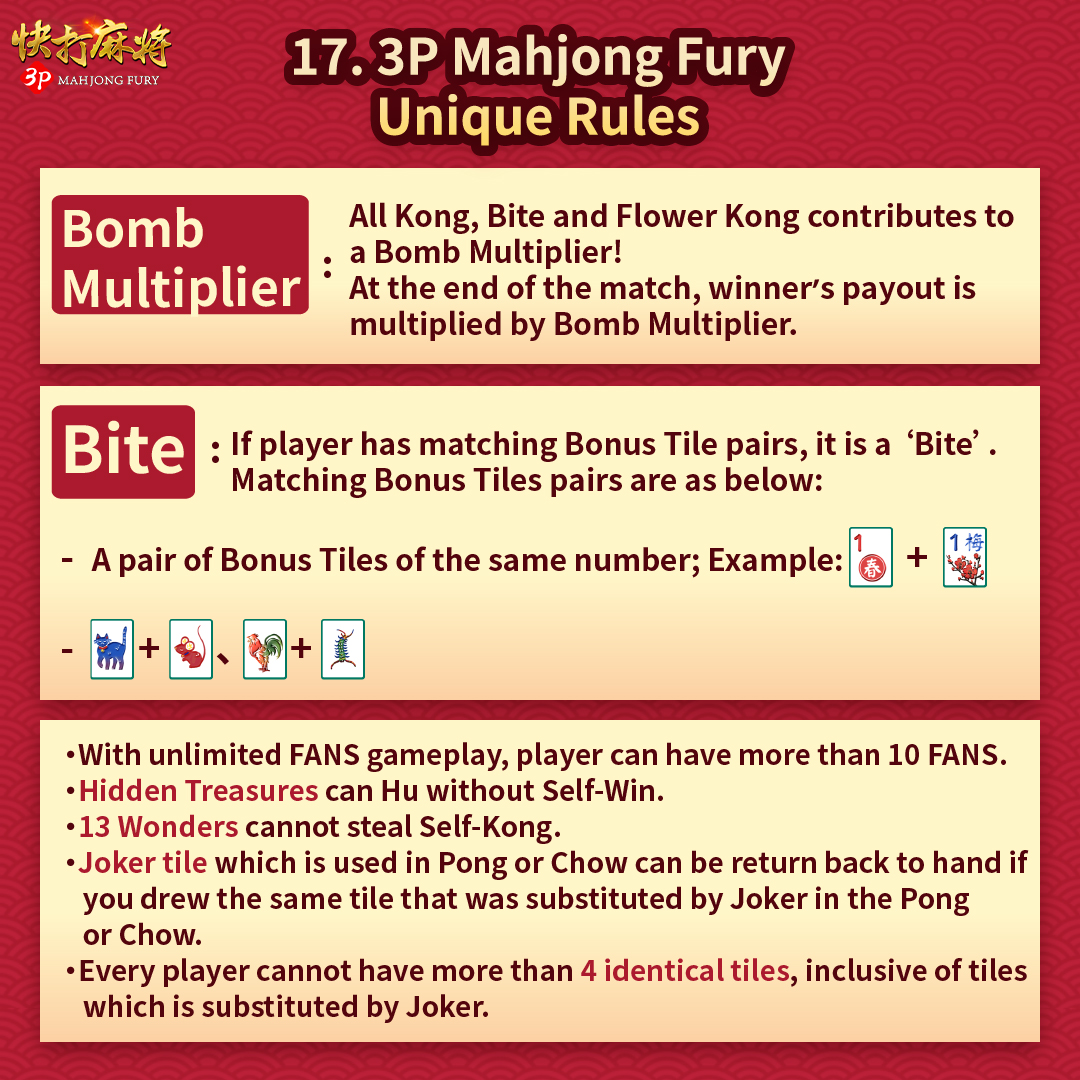 快打麻将
3P MAHJONG FURY
17. 3P Mahjong Fury
Unique Rules
Bomb
Multiplier
:
All Kong, Bite and Flower Kong contributes to
a Bomb Multiplier!
At the end of the match, winner’s payout is
multiplied by Bomb Multiplier.
Bite
: If player has matching Bonus Tile pairs, it is a ‘Bite’.
Matching Bonus Tiles pairs are as below:
- A pair of Bonus Tiles of the same number; Example: 1 春 + 1 梅
- + 、 +
•With unlimited FANS gameplay, player can have more than 10 FANS.
•Hidden Treasures can Hu without Self-Win.
•13 Wonders cannot steal Self-Kong.
•Joker tile which is used in Pong or Chow can be return back to hand if
you drew the same tile that was substituted by Joker in the Pong
or Chow.
•Every player cannot have more than 4 identical tiles, inclusive of tiles
which is substituted by Joker.